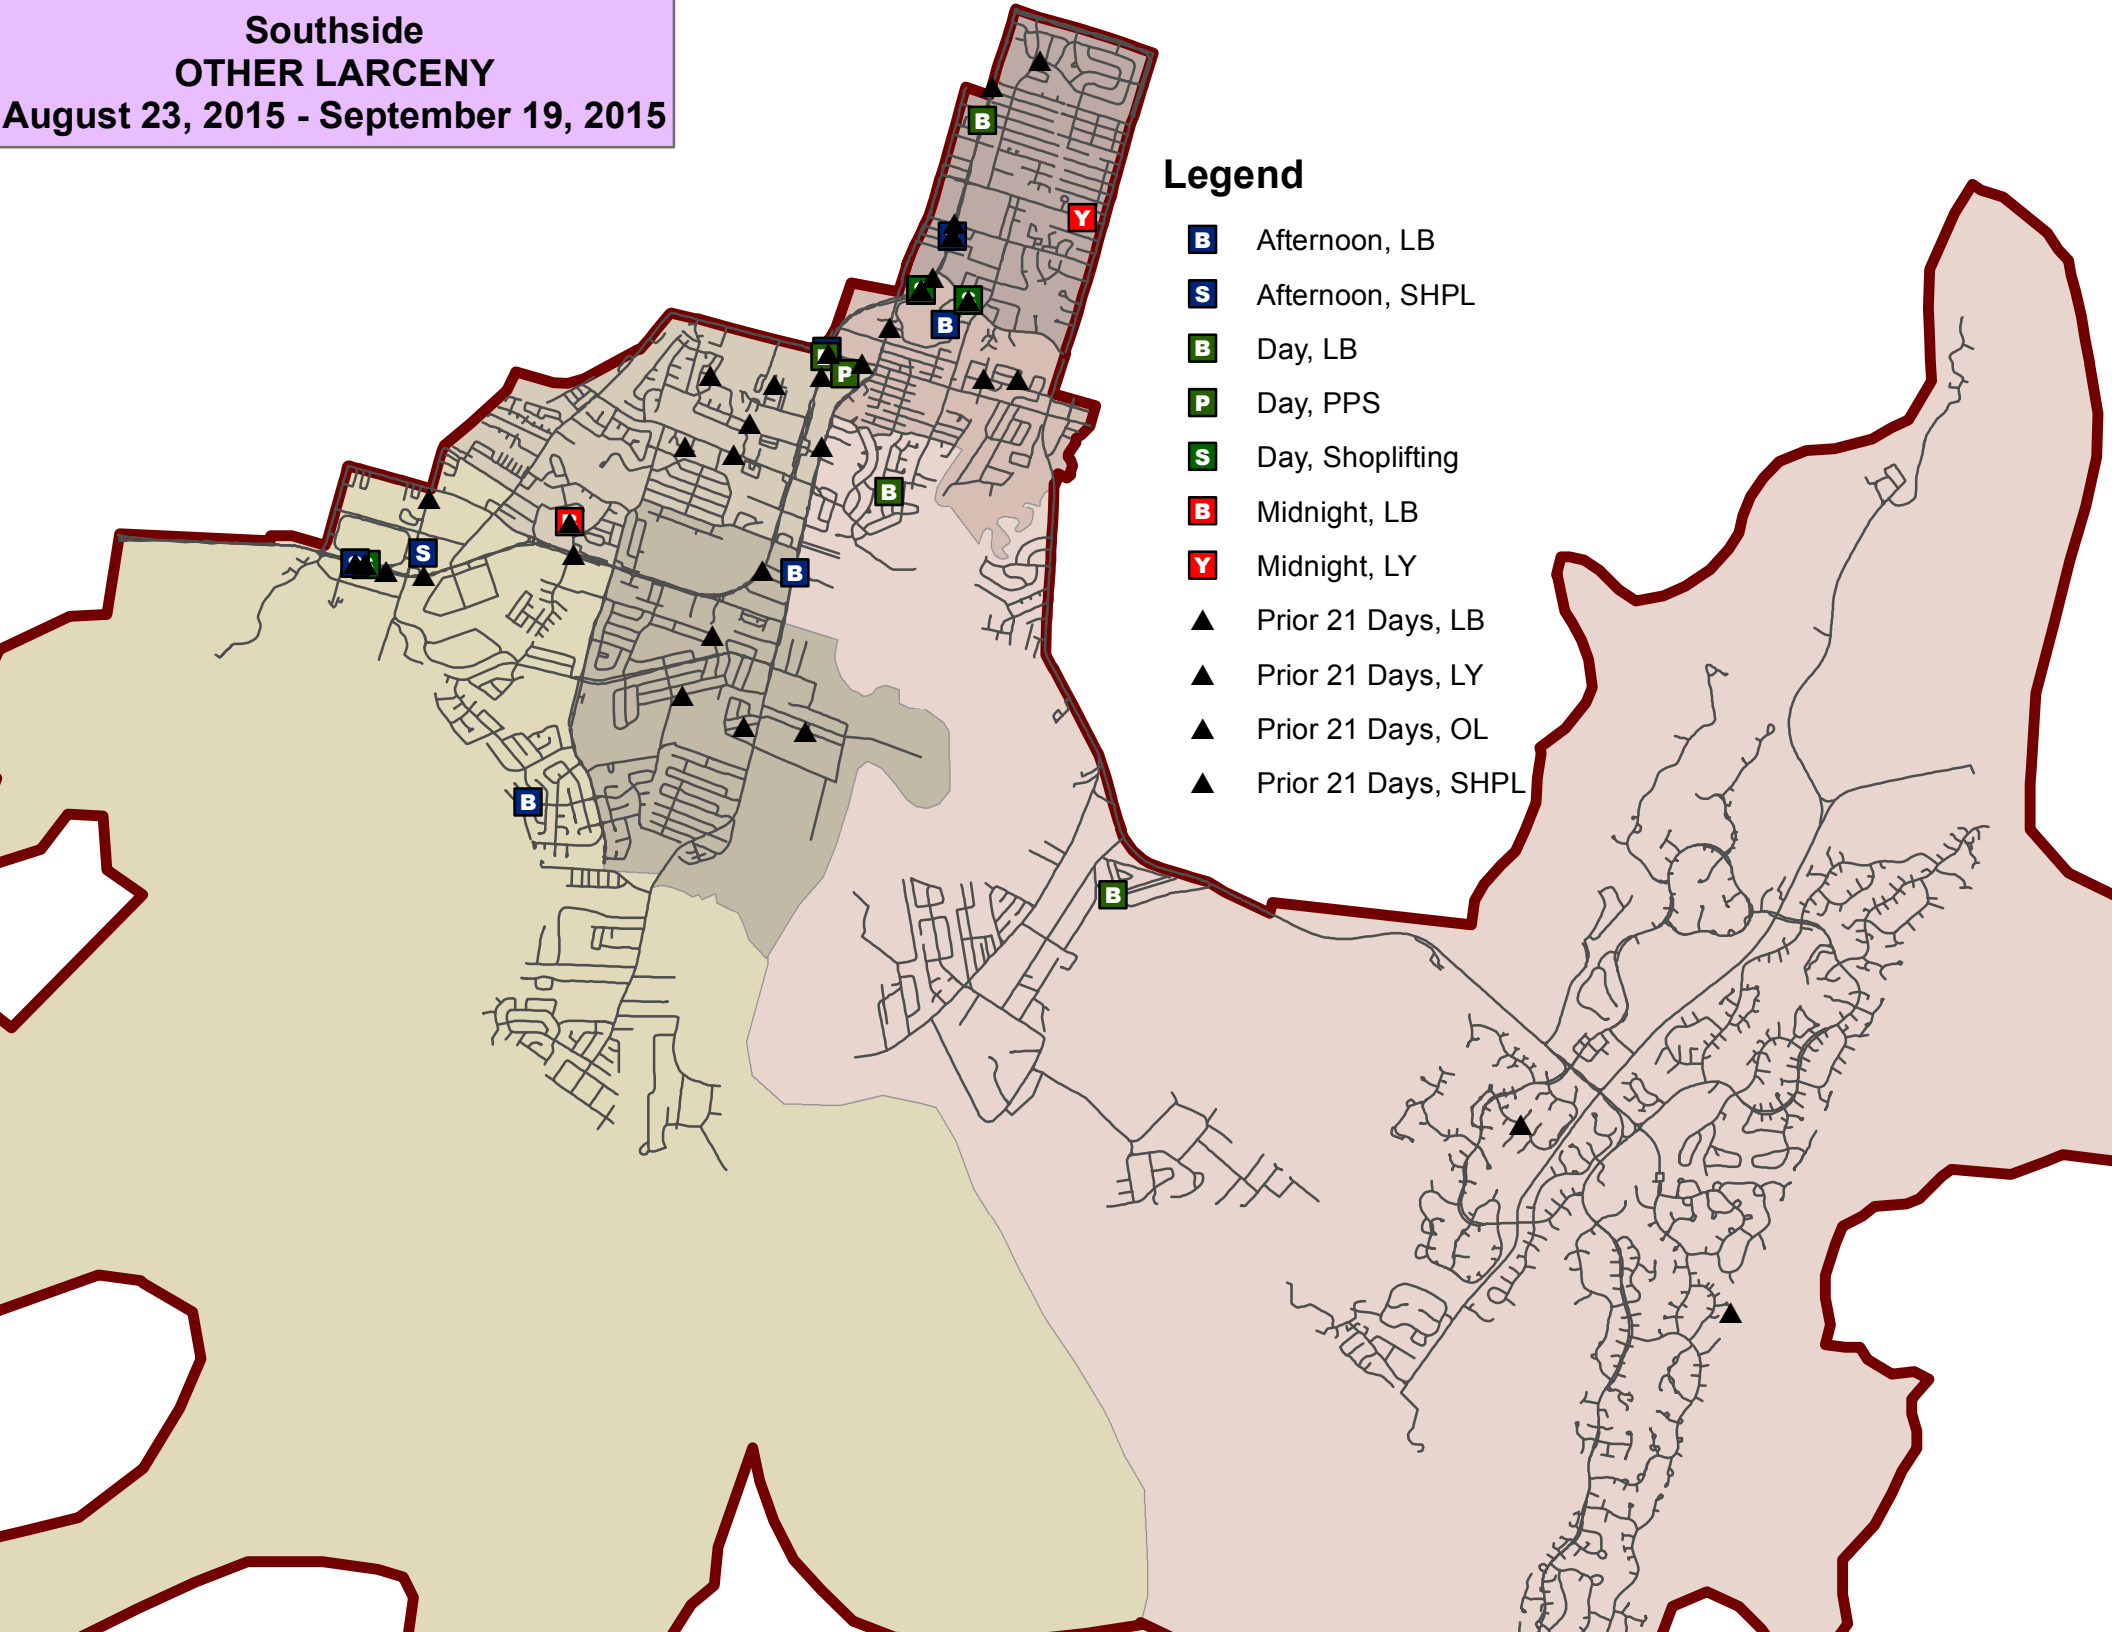 Southside
OTHER LARCENY
August 23, 2015 - September 19, 2015
B
Y
Legend
B Afternoon, LB
S Afternoon, SHPL
B Day, LB
P Day, PPS
S Day, Shoplifting
B Midnight, LB
Y Midnight, LY
Prior 21 Days, LB
Prior 21 Days, LY
Prior 21 Days, OL
Prior 21 Days, SHPL
B
P
B
S
B
B
B